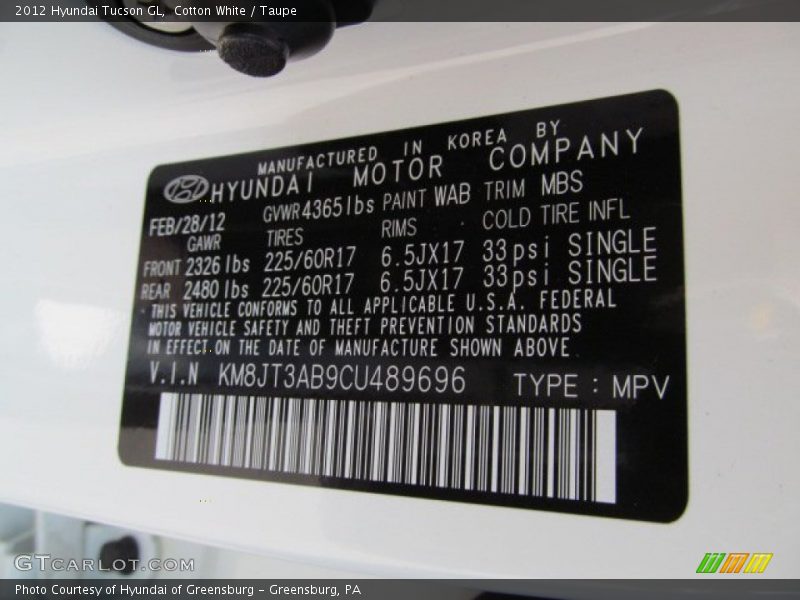 2012 Hyundai Tucson GL,  Cotton White / Taupe
MANUFACTURED IN KOREA BY
HYUNDAI MOTOR COMPANY
FEB/28/12 GVWR 4365 lbs PAINT WAB TRIM MBS
GAWR TIRES RIMS COLD TIRE INFL
FRONT 2326 lbs 225/60R17 6.5JX17 33psi SINGLE
REAR 2480 lbs 225/60R17 6.5JX17 33psi SINGLE
THIS VEHICLE CONFORMS TO ALL APPLICABLE U.S.A. FEDERAL
MOTOR VEHICLE SAFETY AND THEFT PREVENTION STANDARDS
IN EFFECT ON THE DATE OF MANUFACTURE SHOWN ABOVE.
V.I.N KM8JT3AB9CU489696 TYPE : MPV
GTCARLOT.COM
Photo Courtesy of Hyundai of Greensburg - Greensburg, PA